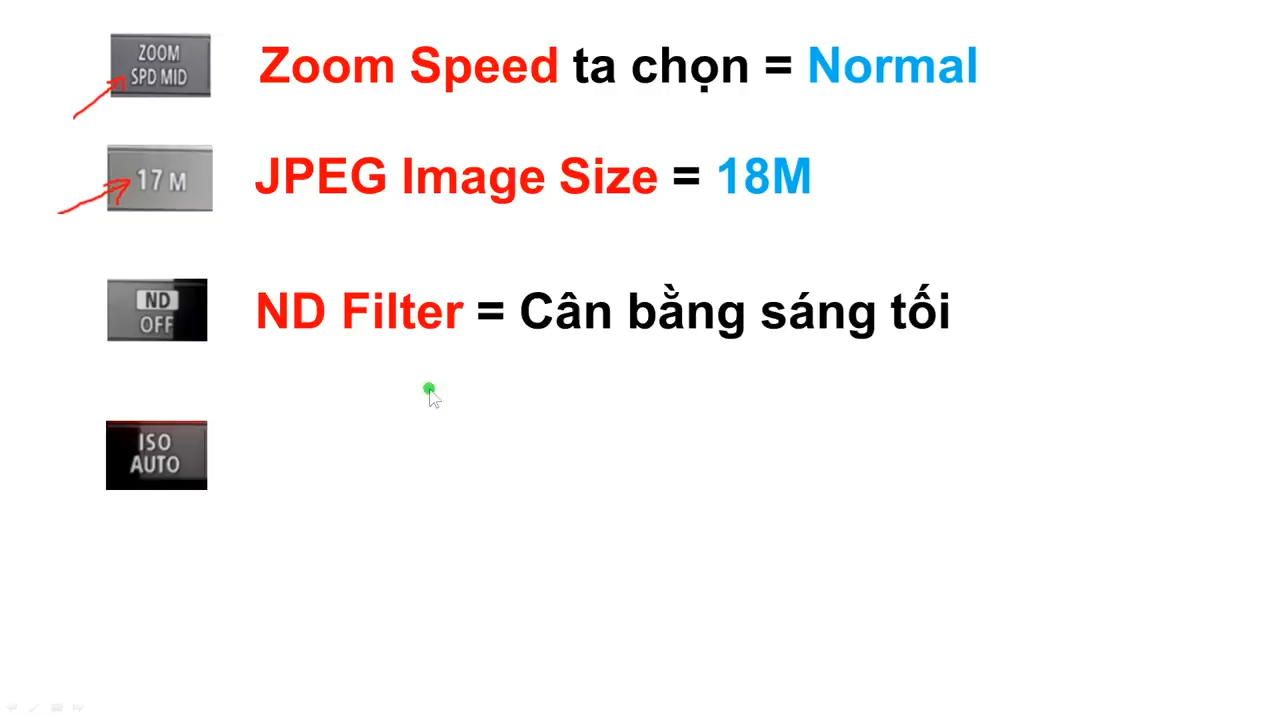 ZOOM
SPD MID
Zoom Speed ta chọn = Normal
17 M
JPEG Image Size = 18M
ND
OFF
ND Filter = Cân bằng sáng tối
ISO
AUTO